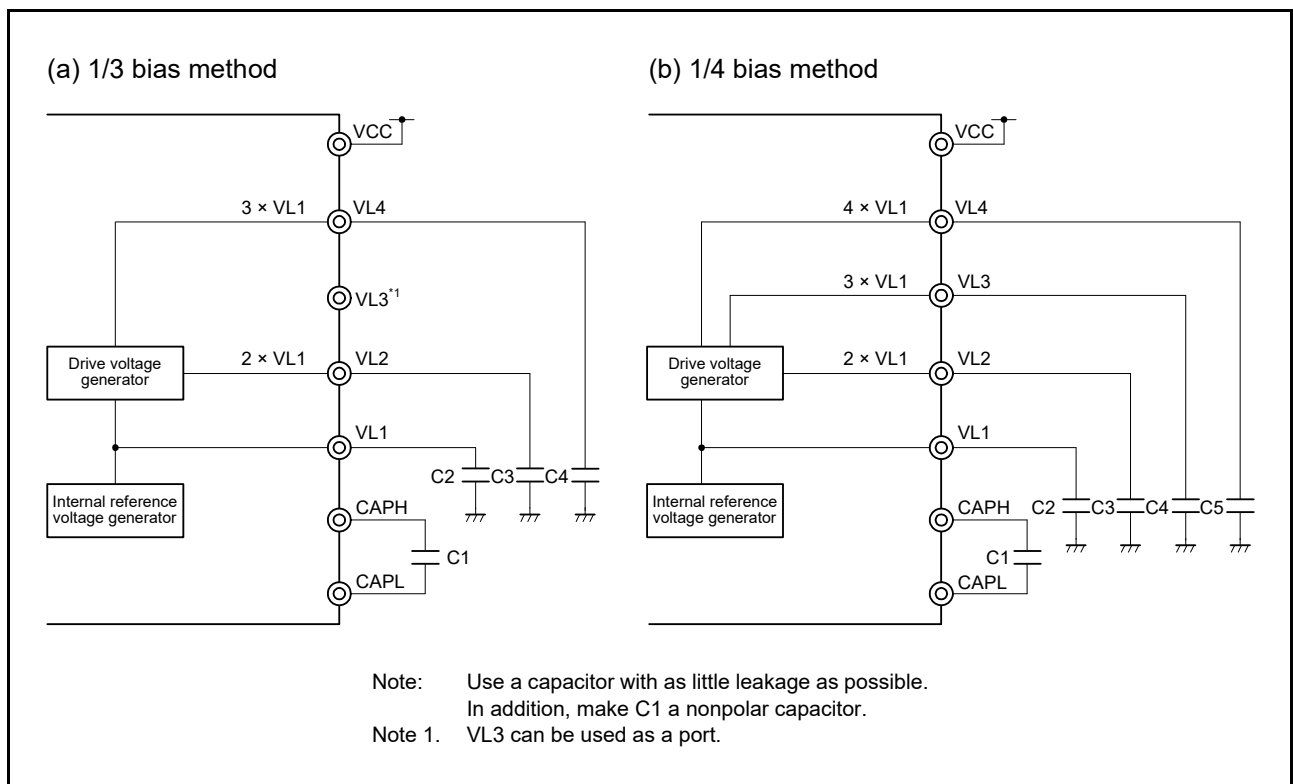 (a) 1/3 bias method
VCC
3 × VL1
VL4
VL3*1
Drive voltage
generator
2 × VL1
VL2
VL1
C2
C3
C4
Internal reference
voltage generator
CAPH
C1
CAPL
(b) 1/4 bias method
VCC
4 × VL1
VL4
3 × VL1
VL3
Drive voltage
generator
2 × VL1
VL2
VL1
Internal reference
voltage generator
CAPH
C2
C3
C4
C5
C1
CAPL
Note: Use a capacitor with as little leakage as possible.
In addition, make C1 a nonpolar capacitor.
Note 1. VL3 can be used as a port.